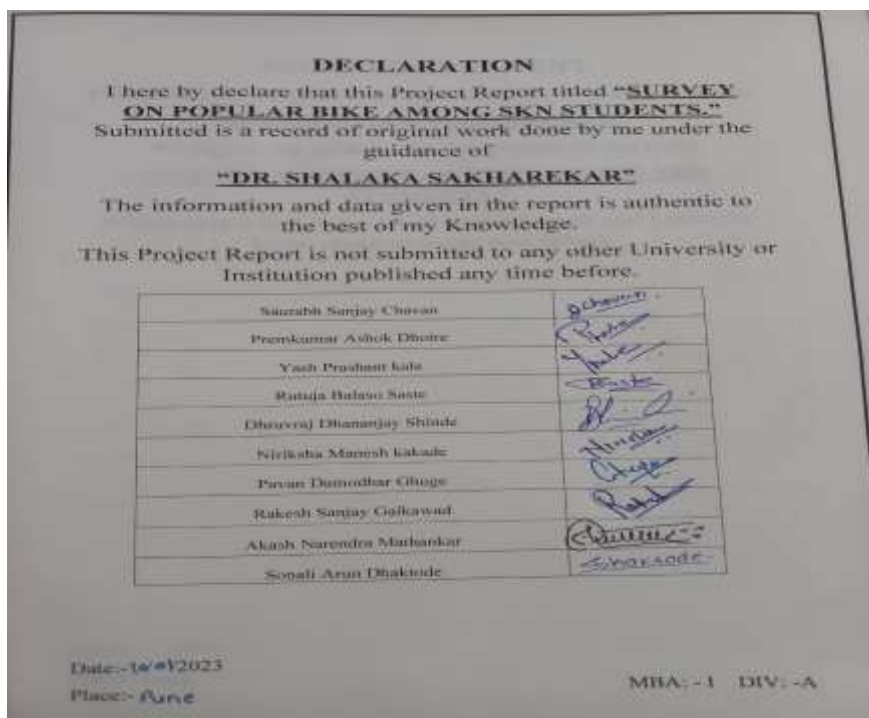 DECLARATION
I here by declare that this Project Report titled “SURVEY
ON POPULAR BIKE AMONG SKN STUDENTS.”
Submitted is a record of original work done by me under the
guidance of
“DR. SHALAKA SAKHAREKAR”
The information and data given in the report is authentic to
the best of my Knowledge.
This Project Report is not submitted to any other University or
Institution published any time before.
Saurabh Sanjay Chavan
Premkumar Ashok Dhotre
Yash Prashant kale
Rutuja Balaso Saste
Dhruvraj Dhananjay Shinde
Niriksha Manesh kakade
Pavan Damodhar Ghuge
Rakesh Sanjay Gaikawad
Akash Narendra Mathankar
Sonali Arun Dhaktode
Date:- 2023
Place:- Pune
MBA: - 1 DIV: -A